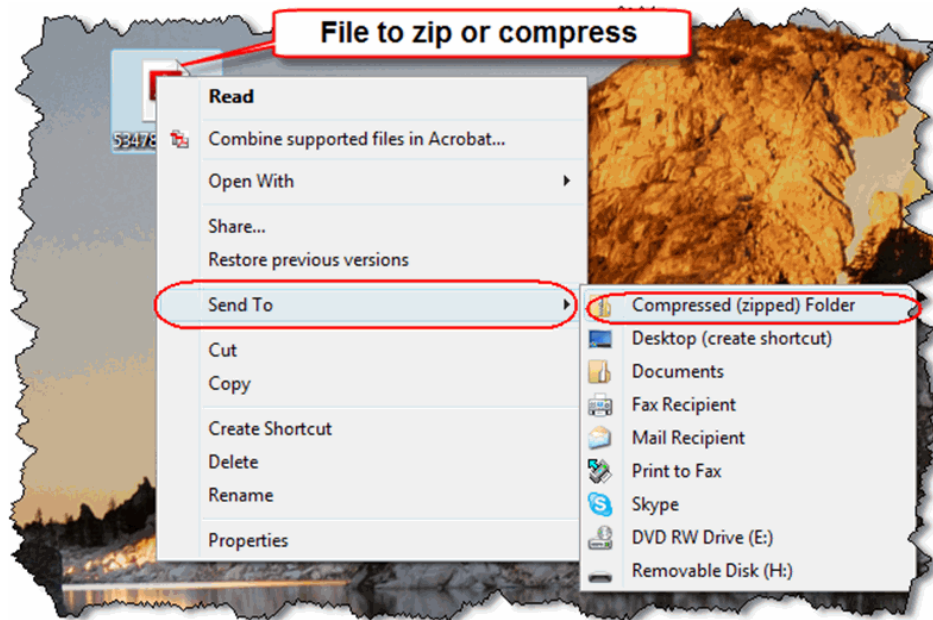 File to zip or compress
53478
Read
Combine supported files in Acrobat...
Open With
Share...
Restore previous versions
Send To
Cut
Copy
Create Shortcut
Delete
Rename
Properties
Compressed (zipped) Folder
Desktop (create shortcut)
Documents
Fax Recipient
Mail Recipient
Print to Fax
Skype
DVD RW Drive (E:)
Removable Disk (H:)